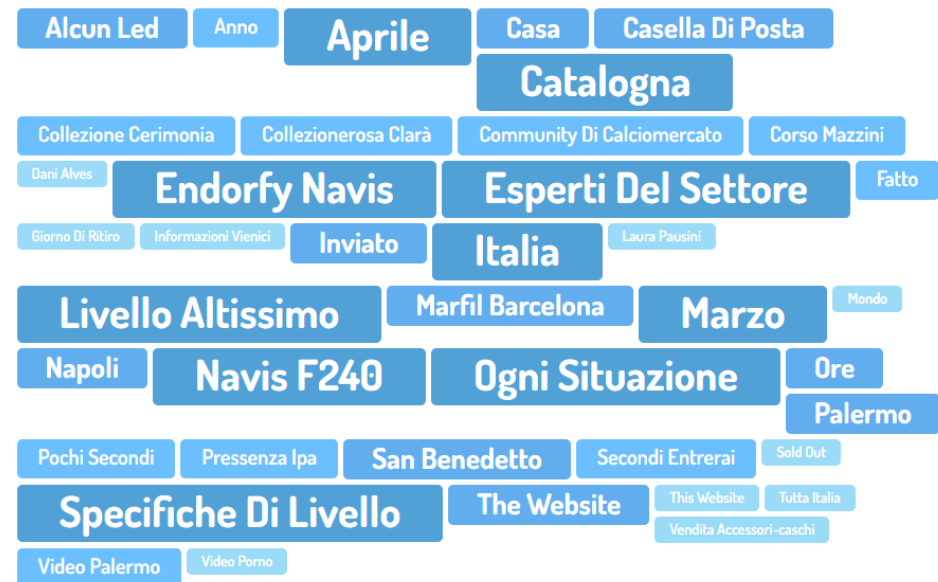 Alcun Led Anno Aprile Casa Casella Di Posta
Catalogna
Collezione Cerimonia Collezionerosa Clarà Community Di Calciomercato Corso Mazzini
Dani Alves Endorfy Navis Esperti Del Settore Fatto
Giorno Di Ritiro Informazioni Vienici Inviato Italia Laura Pausini
Livello Altissimo Marfil Barcelona Marzo Mondo
Napoli Navis F240 Ogni Situazione Ore
Palermo
Pochi Secondi Pressenza Ipa San Benedetto Secondi Entrerai Sold Out
Specifiche Di Livello The Website This Website Tutta Italia
Vendita Accessori-caschi
Video Palermo Video Porno